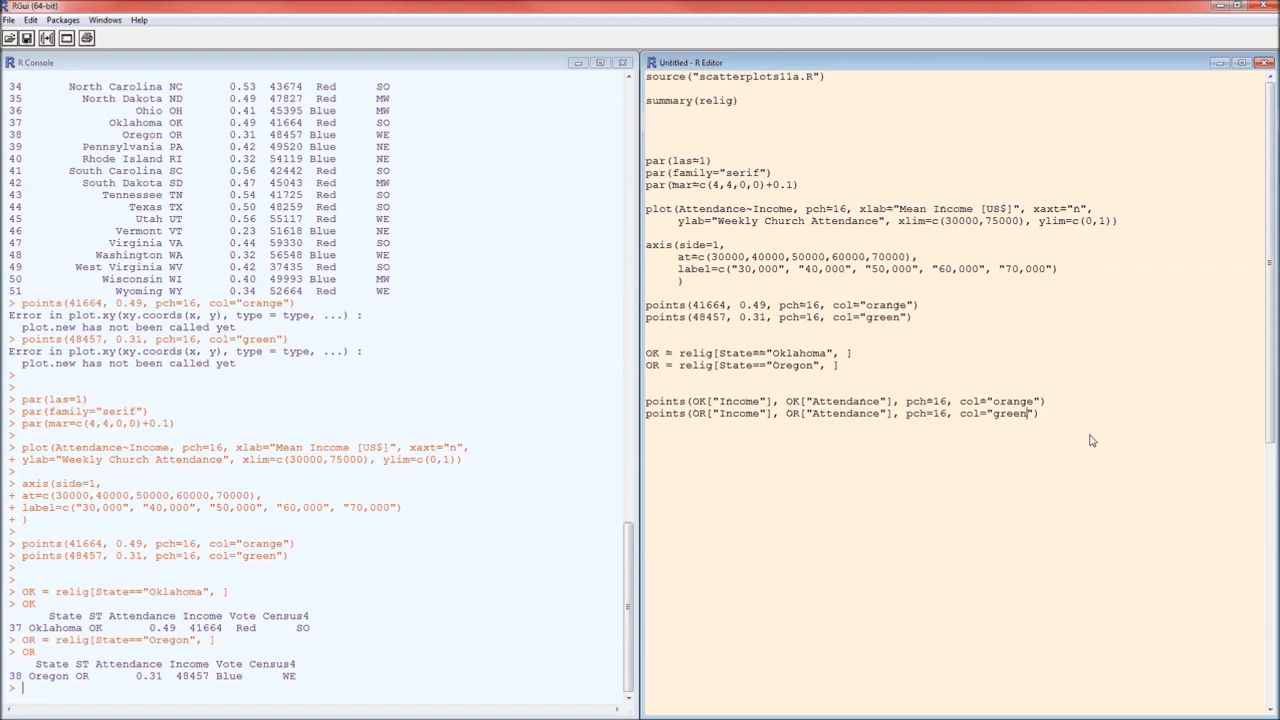 RGui (64-bit)
File Edit Packages Windows Help
R Console
34 North Carolina NC 0.53 43674 Red SO
35 North Dakota ND 0.49 47827 Red MW
36 Ohio OH 0.41 45395 Blue MW
37 Oklahoma OK 0.49 41664 Red SO
38 Oregon OR 0.31 48457 Blue WE
39 Pennsylvania PA 0.42 49520 Blue NE
40 Rhode Island RI 0.32 54119 Blue NE
41 South Carolina SC 0.56 42442 Red SO
42 South Dakota SD 0.47 45043 Red MW
43 Tennessee TN 0.54 41725 Red SO
44 Texas TX 0.50 48259 Red SO
45 Utah UT 0.56 55117 Red WE
46 Vermont VT 0.23 51618 Blue NE
47 Virginia VA 0.44 59330 Blue SO
48 Washington WA 0.32 56548 Blue WE
49 West Virginia WV 0.42 37435 Red SO
50 Wisconsin WI 0.40 49993 Blue MW
51 Wyoming WY 0.34 52664 Red WE
> points(41664, 0.49, pch=16, col="orange")
Error in plot.xy(xy.coords(x, y), type = type, ...) :
plot.new has not been called yet
> points(48457, 0.31, pch=16, col="green")
Error in plot.xy(xy.coords(x, y), type = type, ...) :
plot.new has not been called yet
>
>
> par(las=1)
> par(family="serif")
> par(mar=c(4,4,0,0)+0.1)
>
> plot(Attendance~Income, pch=16, xlab="Mean Income [US$]", xaxt="n",
+ ylab="Weekly Church Attendance", xlim=c(30000,75000), ylim=c(0,1))
>
> axis(side=1,
+ at=c(30000,40000,50000,60000,70000),
+ label=c("30,000", "40,000", "50,000", "60,000", "70,000")
+ )
>
> points(41664, 0.49, pch=16, col="orange")
> points(48457, 0.31, pch=16, col="green")
>
>
> OK = relig[State=="Oklahoma", ]
> OK
State ST Attendance Income Vote Census4
37 Oklahoma OK 0.49 41664 Red SO
> OR = relig[State=="Oregon", ]
> OR
State ST Attendance Income Vote Census4
38 Oregon OR 0.31 48457 Blue WE
>
Untitled - R Editor
source("scatterplots11a.R")
summary(relig)
par(las=1)
par(family="serif")
par(mar=c(4,4,0,0)+0.1)
plot(Attendance~Income, pch=16, xlab="Mean Income [US$]", xaxt="n",
ylab="Weekly Church Attendance", xlim=c(30000,75000), ylim=c(0,1))
axis(side=1,
at=c(30000,40000,50000,60000,70000),
label=c("30,000", "40,000", "50,000", "60,000", "70,000")
)
points(41664, 0.49, pch=16, col="orange")
points(48457, 0.31, pch=16, col="green")
OK = relig[State=="Oklahoma", ]
OR = relig[State=="Oregon", ]
points(OK["Income"], OK["Attendance"], pch=16, col="orange")
points(OR["Income"], OR["Attendance"], pch=16, col="green")